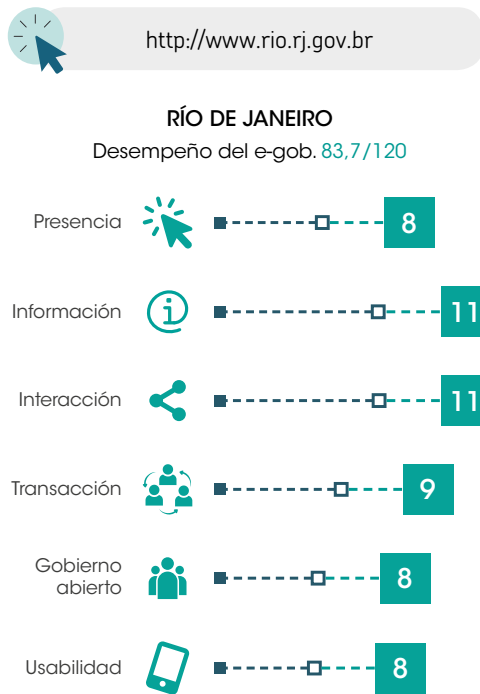 http://www.rio.rj.gov.br
RÍO DE JANEIRO
Desempeño del e-gob. 83,7/120
Presencia 8
Información 11
Interacción 11
Transacción 9
Gobierno
abierto 8
Usabilidad 8